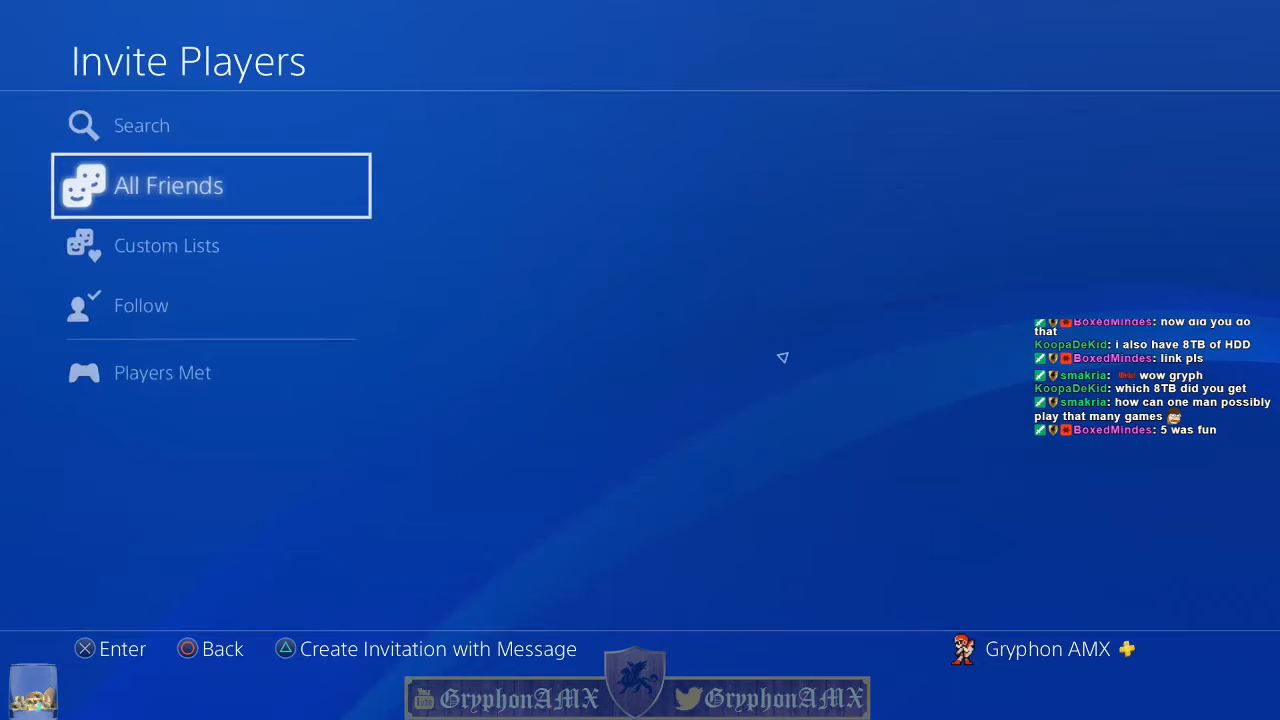 Invite Players
Search
All Friends
Custom Lists
Follow
Players Met
BoxedMindes: how did you do
that
KoopaDeKid: i also have 8TB of HDD
BoxedMindes: link pls
smakria: wow gryph
KoopaDeKid: which 8TB did you get
smakria: how can one man possibly
play that many games
BoxedMindes: 5 was fun
Enter Back Create Invitation with Message Gryphon AMX
You
GryphonAMX GryphonAMX